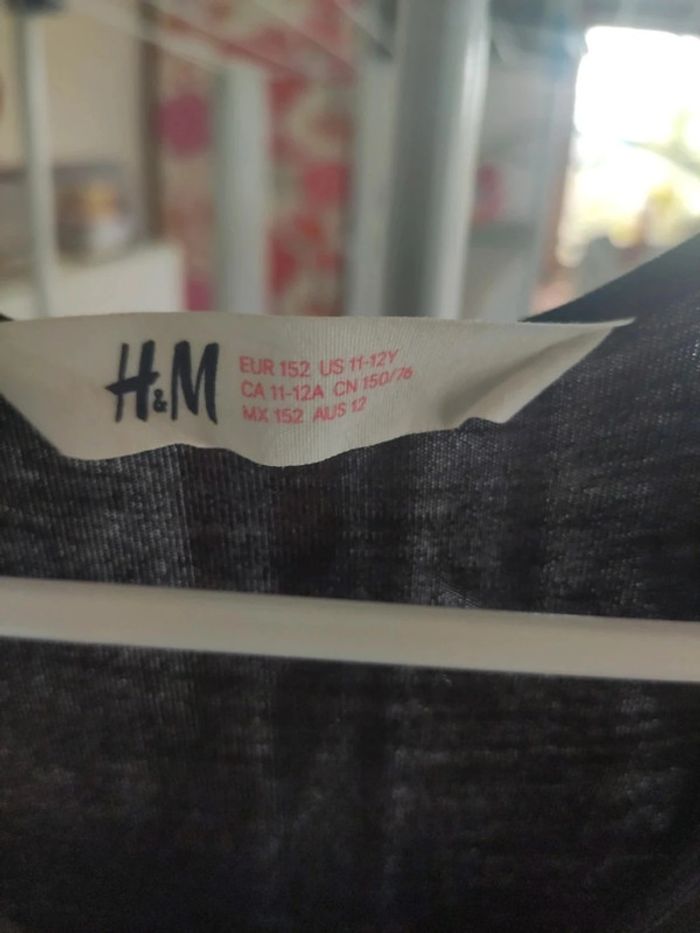 H&M
EUR 152 US 11-12Y
CA 11-12A CN 150/76
MX 152 AUS 12